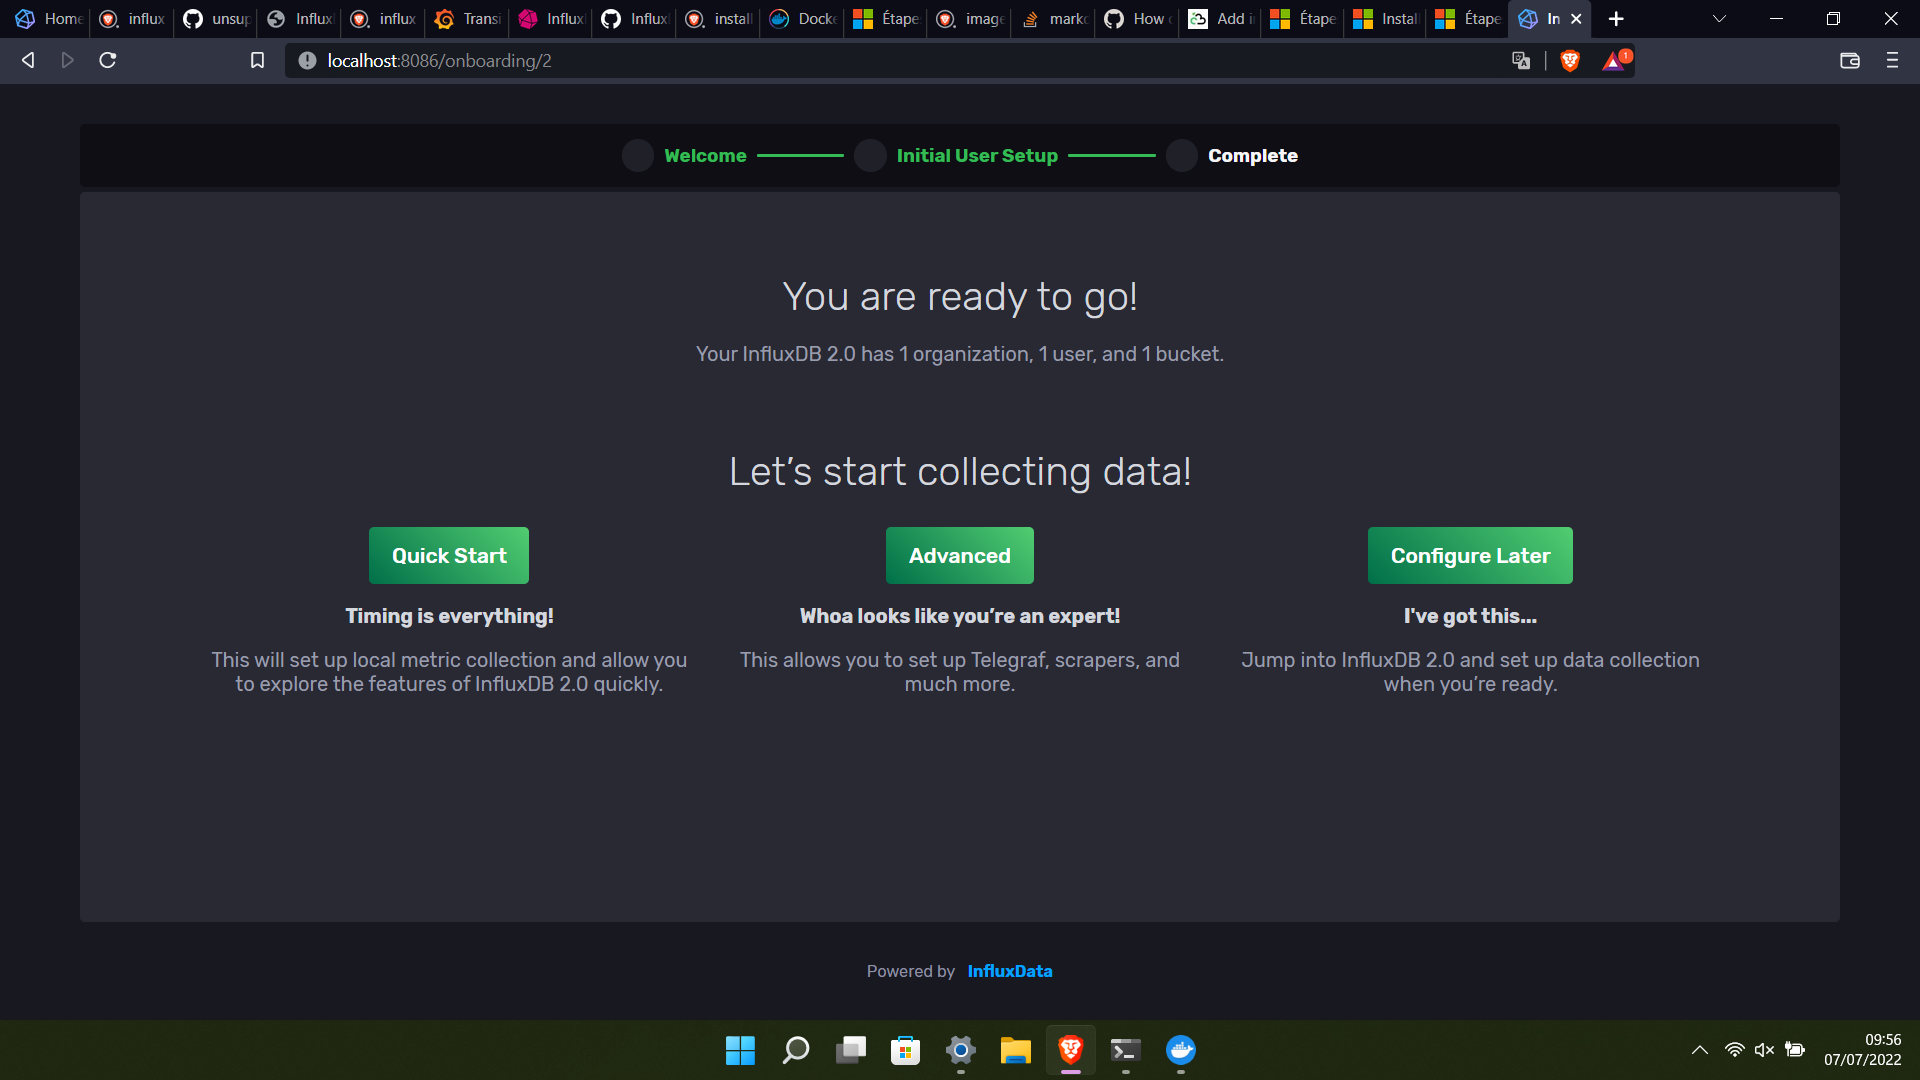 Home
influx
unsup
Influx
influx
Transi
Influx
Influx
install
Docke
Étape
image
markd
How
Add i
Étape
Instal
Étape
In
localhost:8086/onboarding/2
1
Welcome
Initial User Setup
Complete
You are ready to go!
Your InfluxDB 2.0 has 1 organization, 1 user, and 1 bucket.
Let’s start collecting data!
Quick Start
Advanced
Configure Later
Timing is everything!
Whoa looks like you’re an expert!
I've got this...
This will set up local metric collection and allow you
to explore the features of InfluxDB 2.0 quickly.
This allows you to set up Telegraf, scrapers, and
much more.
Jump into InfluxDB 2.0 and set up data collection
when you’re ready.
Powered by InfluxData
09:56
07/07/2022